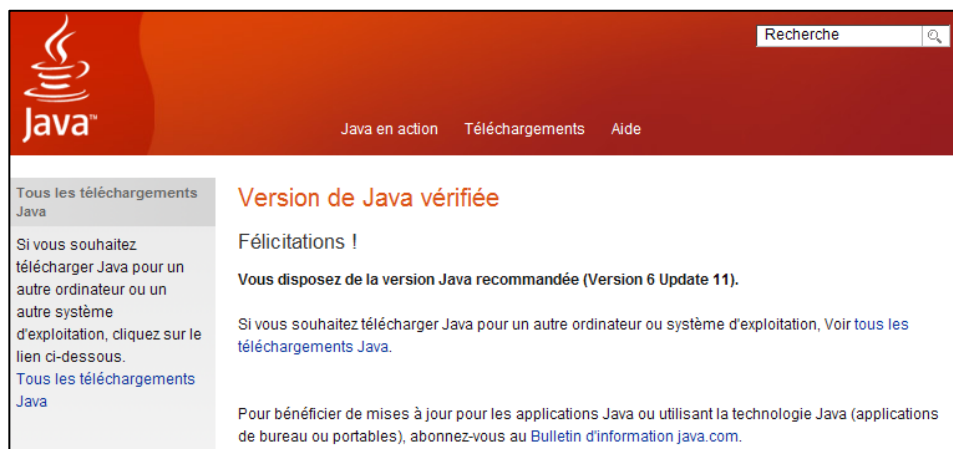 Java™
Recherche
Java en action Téléchargements Aide
Tous les téléchargements
Java
Si vous souhaitez
télécharger Java pour un
autre ordinateur ou un
autre système
d'exploitation, cliquez sur le
lien ci-dessous.
Tous les téléchargements
Java
Version de Java vérifiée
Félicitations !
Vous disposez de la version Java recommandée (Version 6 Update 11).
Si vous souhaitez télécharger Java pour un autre ordinateur ou système d'exploitation, Voir tous les
téléchargements Java.
Pour bénéficier de mises à jour pour les applications Java ou utilisant la technologie Java (applications
de bureau ou portables), abonnez-vous au Bulletin d'information java.com.